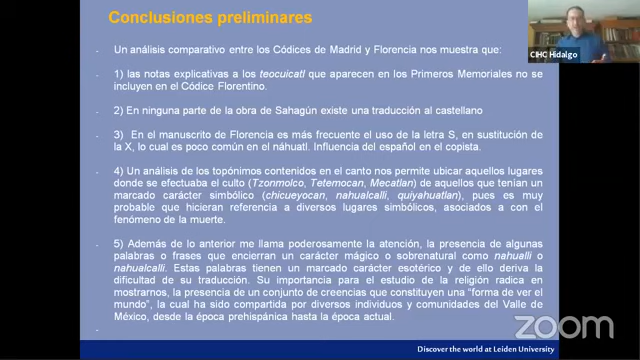 Conclusiones preliminares
CIHC Hidalgo
- Un análisis comparativo entre los Códices de Madrid y Florencia nos muestra que:
- 1) las notas explicativas a los teocuicatl que aparecen en los Primeros Memoriales no se
incluyen en el Códice Florentino.
- 2) En ninguna parte de la obra de Sahagún existe una traducción al castellano
- 3) En el manuscrito de Florencia es más frecuente el uso de la letra S, en sustitución de
la X, lo cual es poco común en el náhuatl. Influencia del español en el copista.
- 4) Un análisis de los topónimos contenidos en el canto nos permite ubicar aquellos lugares
donde se efectuaba el culto (Tzonmolco, Tetemocan, Mecatlan) de aquellos que tenían un
marcado carácter simbólico (chicueyocan, nahualcalli, quiyahuatlan), pues es muy
probable que hicieran referencia a diversos lugares simbólicos, asociados a con el
fenómeno de la muerte.
- 5) Además de lo anterior me llama poderosamente la atención, la presencia de algunas
palabras o frases que encierran un carácter mágico o sobrenatural como nahualli o
nahualcalli. Estas palabras tienen un marcado carácter esotérico y de ello deriva la
dificultad de su traducción. Su importancia para el estudio de la religión radica en
mostrarnos, la presencia de un conjunto de creencias que constituyen una "forma de ver el
mundo", la cual ha sido compartida por diversos individuos y comunidades del Valle de
México, desde la época prehispánica hasta la época actual.
-
zoom
Discover the world at Leiden University